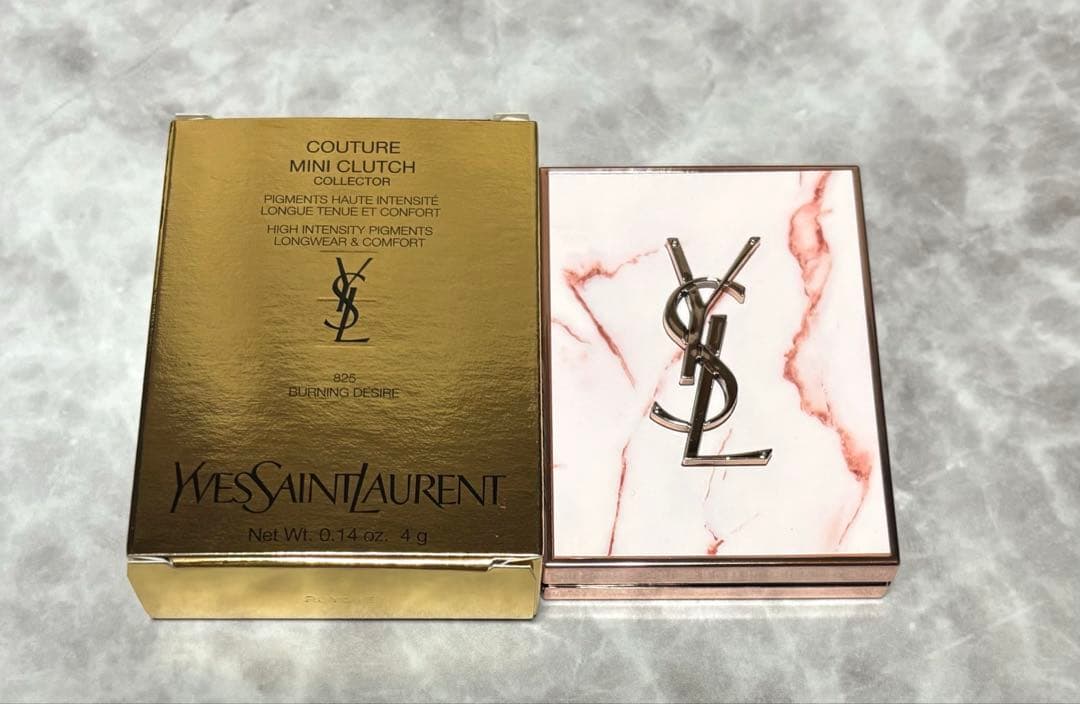 COUTURE
MINI CLUTCH
COLLECTOR
PIGMENTS HAUTE INTENSITÉ
LONGUE TENUE ET CONFORT
HIGH INTENSITY PIGMENTS
LONGWEAR & COMFORT
YSL
825
BURNING DESIRE
YVESSAINTLAURENT
Net Wt. 0.14 oz. 4 g
YSL